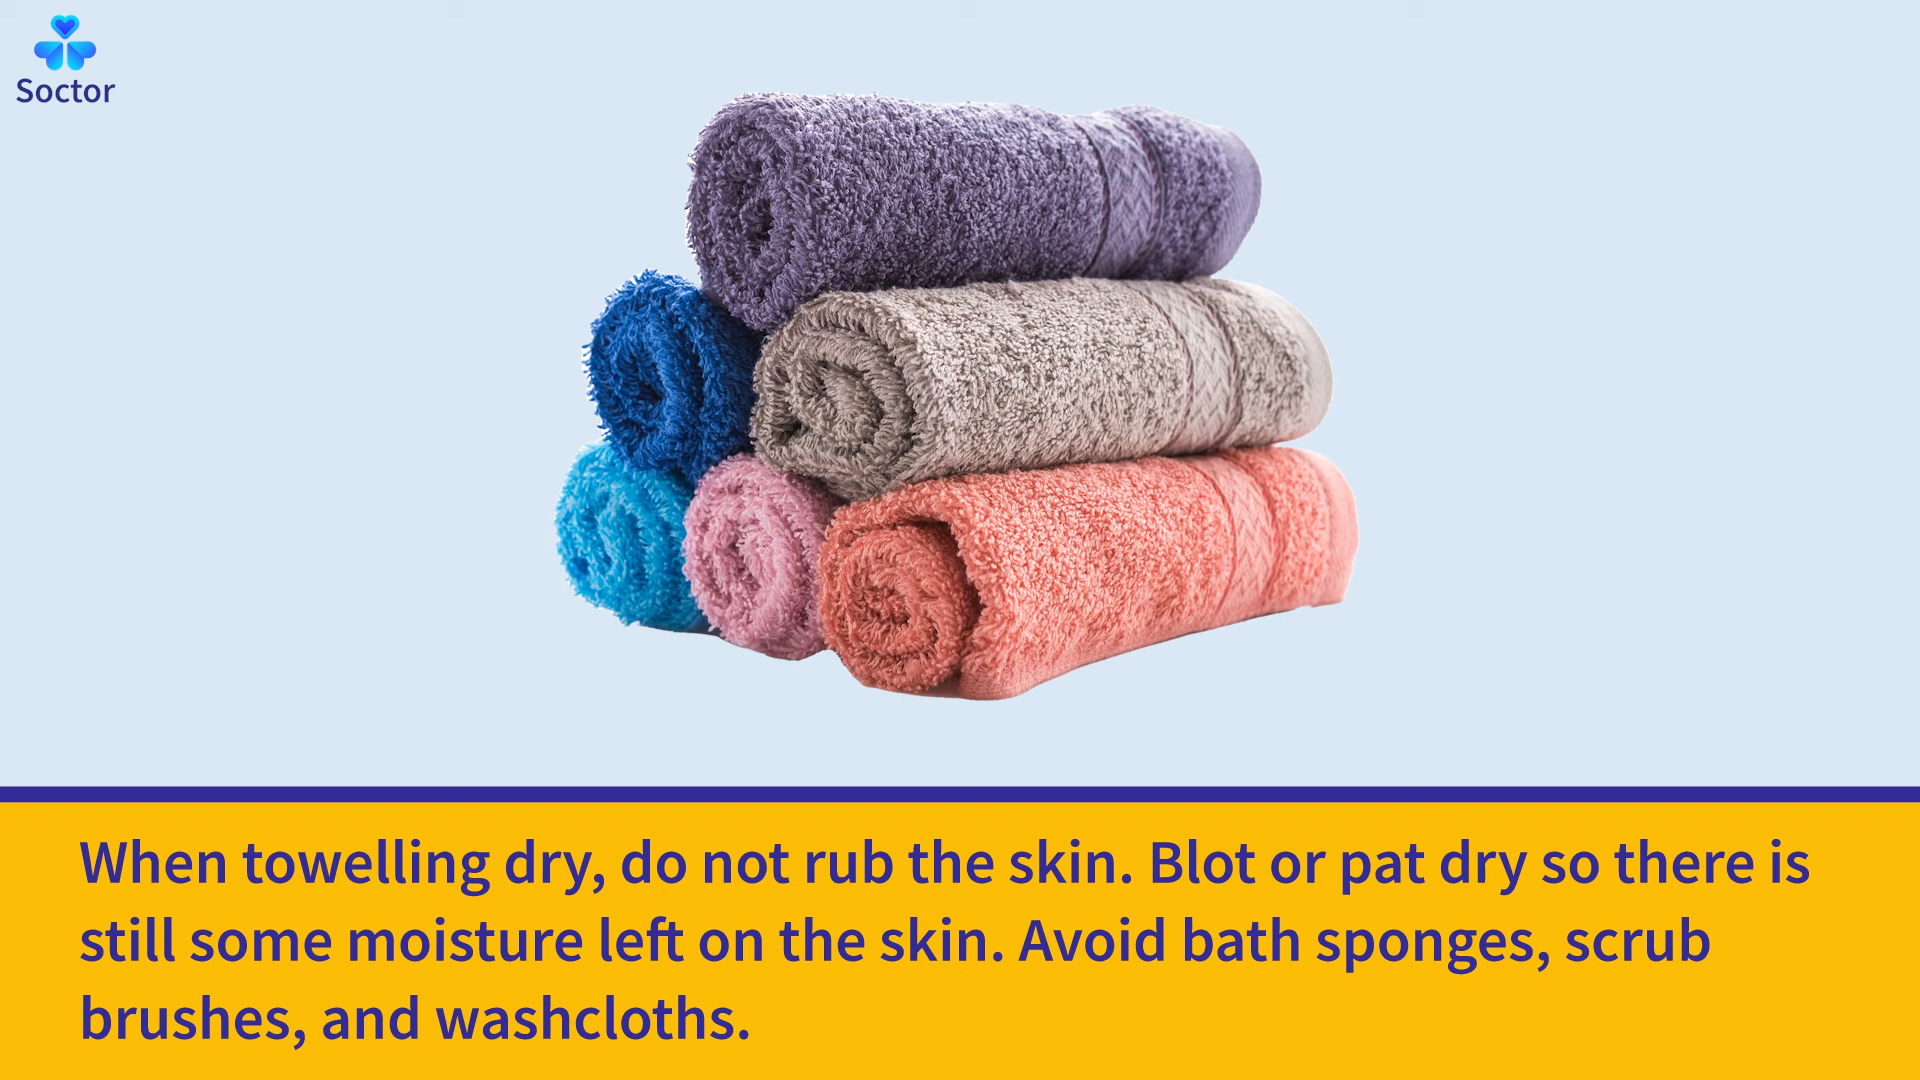 Soctor
When towelling dry, do not rub the skin. Blot or pat dry so there is
still some moisture left on the skin. Avoid bath sponges, scrub
brushes, and washcloths.